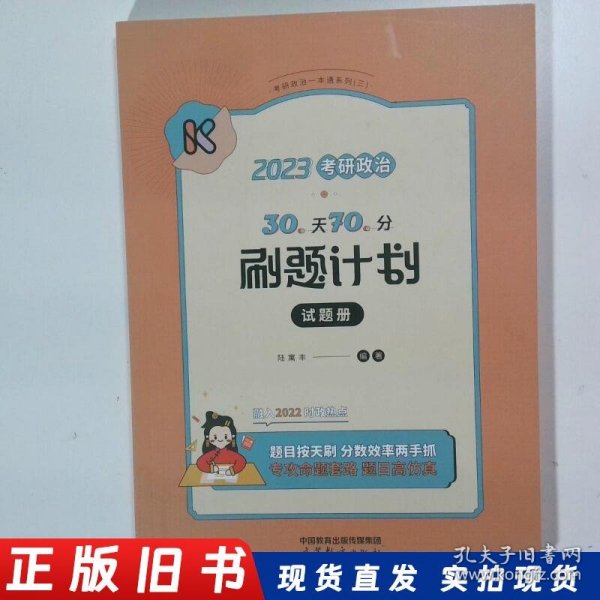 考研政治一本通系列(三)
2023 考研政治
30天70分
刷题计划
试题册
陆寓丰 编著
融入2022时政热点
题目按天刷 分数效率两手抓
专攻命题套路 题目高仿真
中国教育出版传媒集团
孔夫子旧书网
www.kongfz.com
正版旧书 现货直发 实物现货